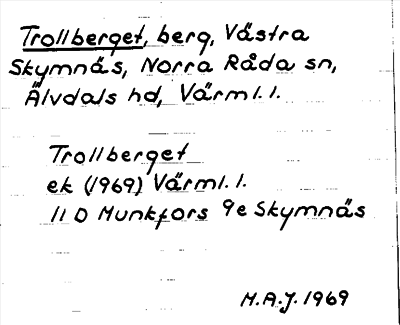 Trollberget, berg, Västra
Skymnäs, Norra Råda sn,
Älvdals hd, Värml. l.
Trollberget
ek (1969) Värml. l.
11 D Munkfors 9e Skymnäs
M.A.J. 1969